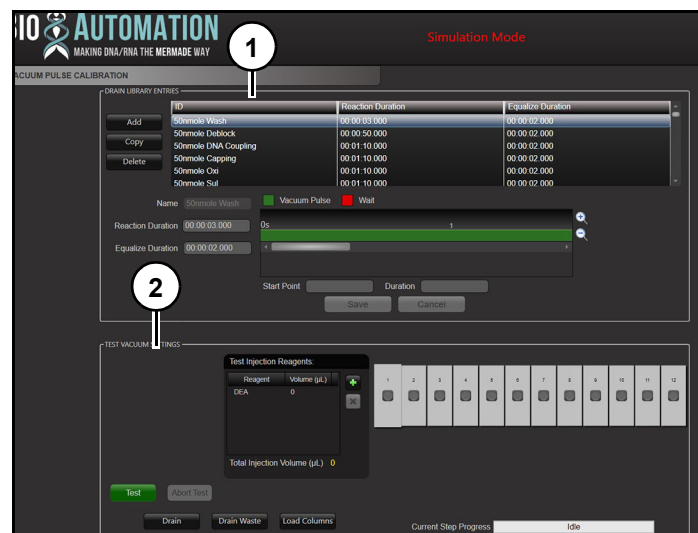 IO AUTOMATION
MAKING DNA/RNA THE MERMADE WAY
1
Simulation Mode
ACUUM PULSE CALIBRATION
DRAIN LIBRARY ENTRIES
ID Reaction Duration Equalize Duration
Add
Copy
Delete
50nmole Wash 00:00:03.000 00:00:02.000
50nmole Deblock 00:00:50.000 00:00:02.000
50nmole DNA Coupling 00:01:10.000 00:00:02.000
50nmole Capping 00:01:10.000 00:00:02.000
50nmole Oxi 00:01:10.000 00:00:02.000
50nmole Sul 00:01:10.000 00:00:02.000
Name 50nmole Wash Vacuum Pulse Wait
Reaction Duration 00:00:03.000 0s 1
Equalize Duration 00:00:02.000
Start Point Duration
Save Cancel
2
TEST VACUUM SETTINGS
Test Injection Reagents:
Reagent Volume (µL)
DEA 0
Total Injection Volume (µL) 0
1 2 3 4 5 6 7 8 9 10 11 12
Test Abort Test
Drain Drain Waste Load Columns
Current Step Progress Idle